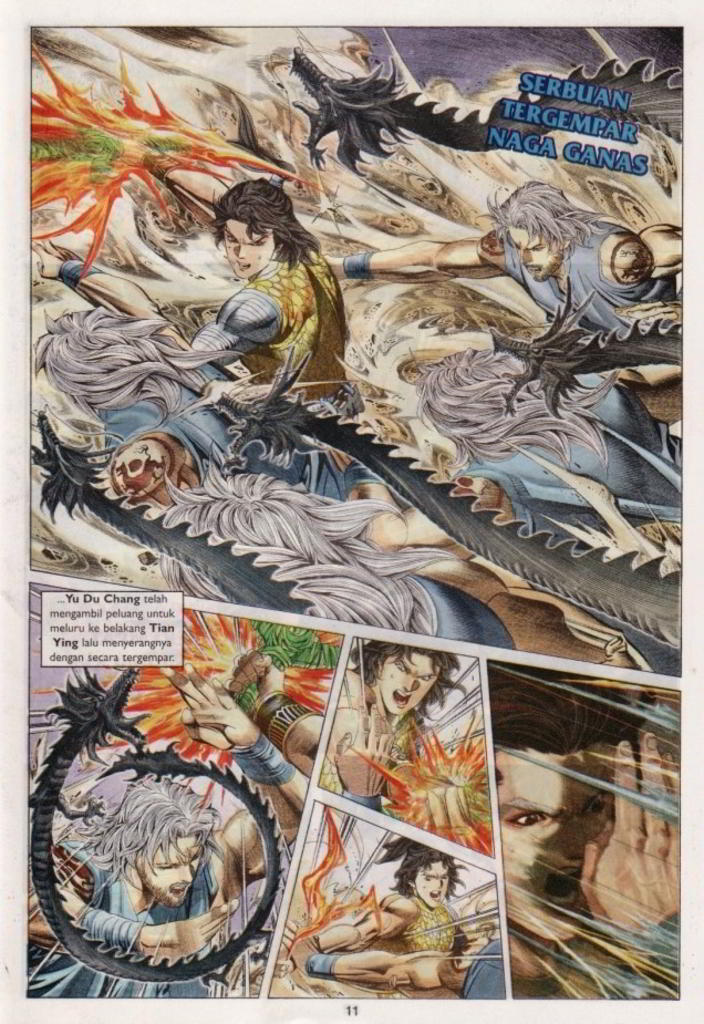 SERBUAN
TERGEMPAR
NAGA GANAS
...Yu Du Chang telah
mengambil peluang untuk
meluru ke belakang Tian
Ying lalu menyerangnya
dengan secara tergempar.
11